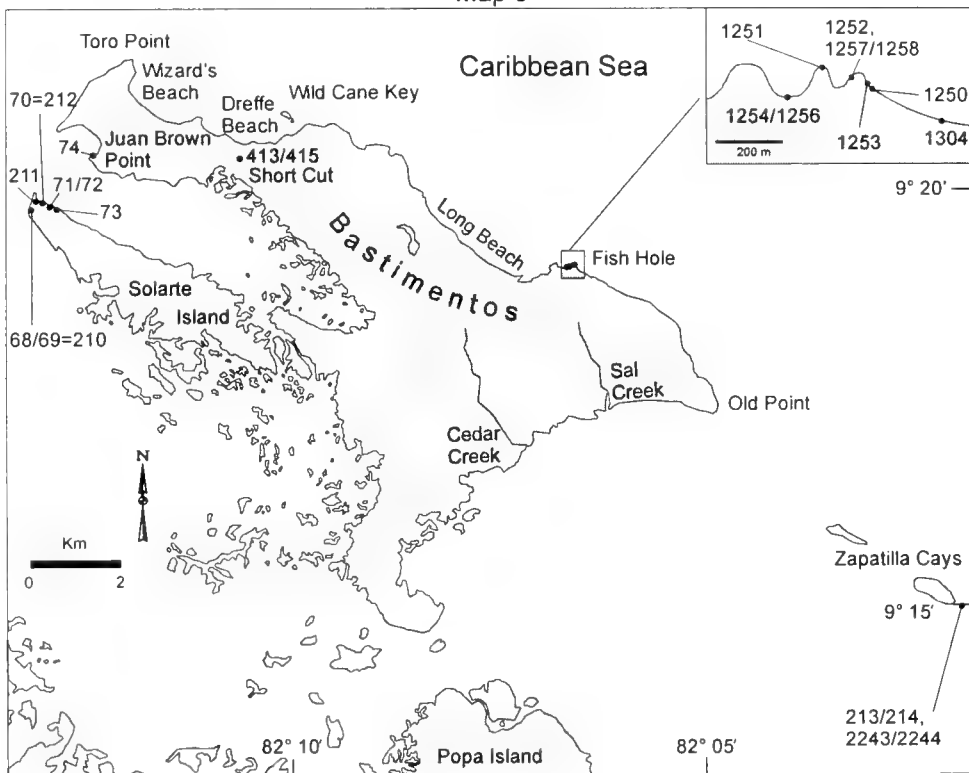 Toro Point
Wizard's
Beach
Dreffe
Beach
Wild Cane Key
Caribbean Sea
1251
1252,
1257/1258
1250
1254/1256
1253
1304
200 m
70=212
Juan Brown
Point
74
413/415
Short Cut
211
71/72
73
9° 20'
Long Beach
Bastimentos
Fish Hole
Solarte
Island
68/69=210
Sal
Creek
Old Point
Cedar
Creek
N
Km
0 2
Zapatilla Cays
9° 15'
213/214,
2243/2244
82° 10'
82° 05'
Popa Island